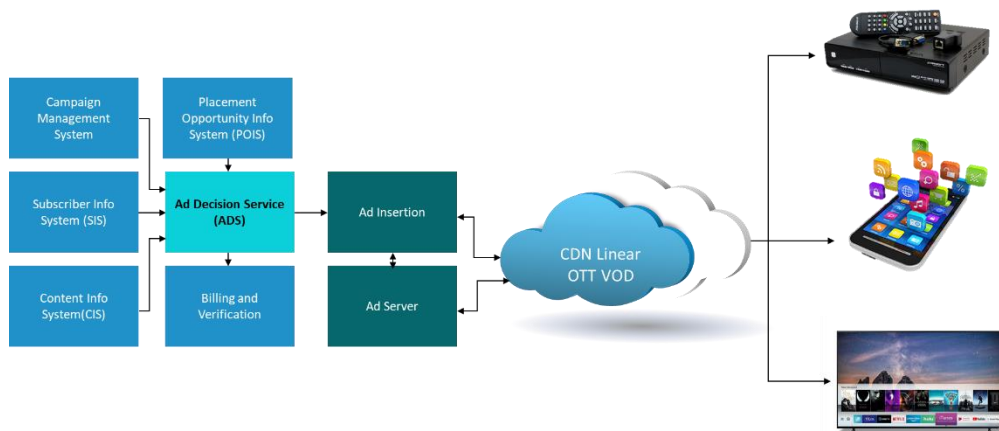 Campaign
Management
System
Placement
Opportunity Info
System (POIS)
Subscriber Info
System (SIS)
Ad Decision Service
(ADS)
Ad Insertion
CDN Linear
OTT VOD
Content Info
System(CIS)
Billing and
Verification
Ad Server